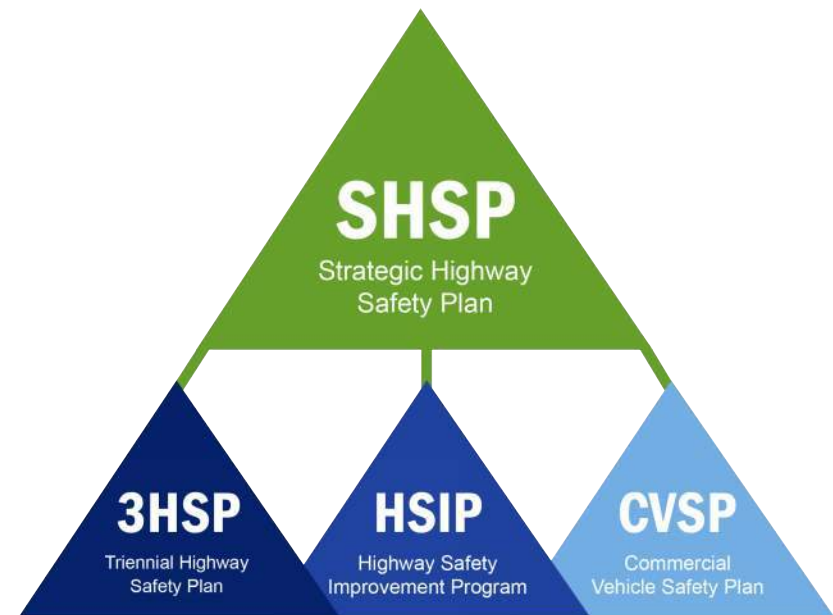 SHSP
Strategic Highway
Safety Plan
3HSP
Triennial Highway
Safety Plan
HSIP
Highway Safety
Improvement Program
CVSP
Commercial
Vehicle Safety Plan